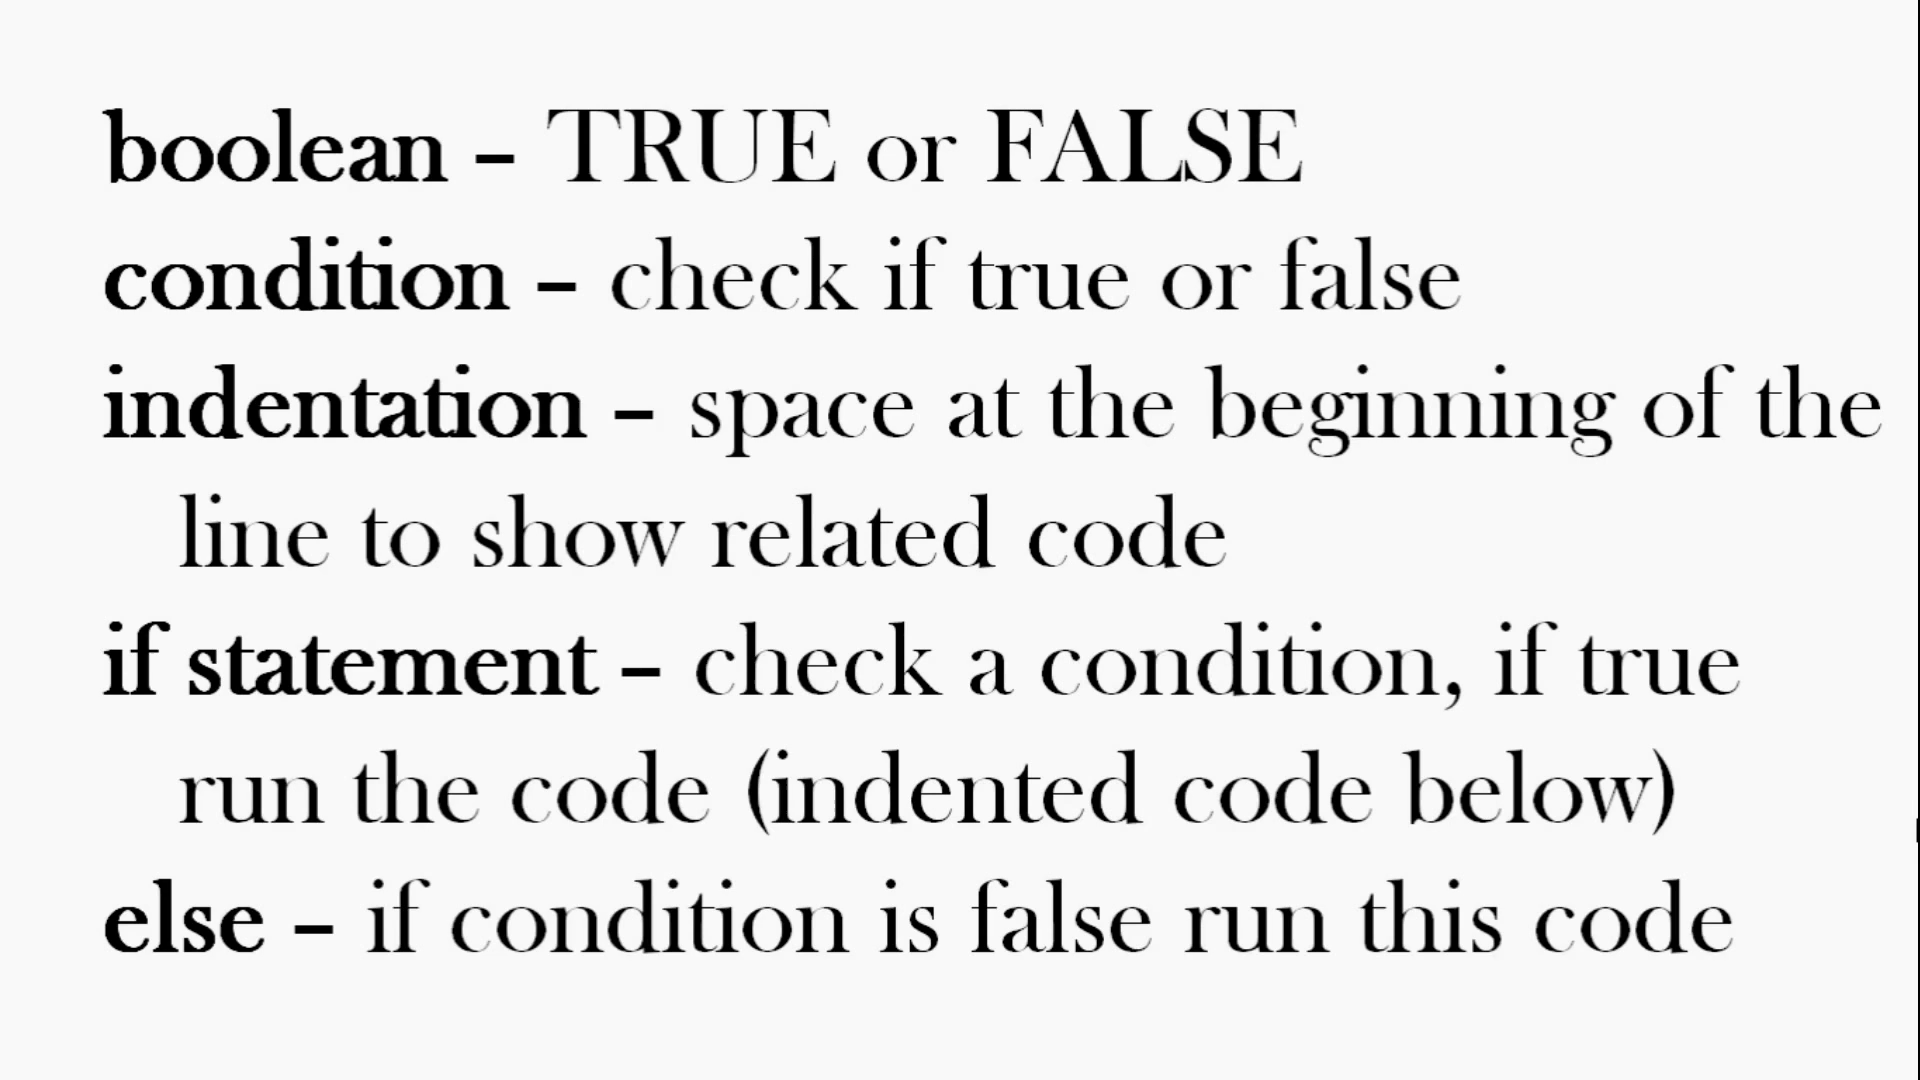 boolean – TRUE or FALSE
condition – check if true or false
indentation – space at the beginning of the
line to show related code
if statement – check a condition, if true
run the code (indented code below)
else – if condition is false run this code